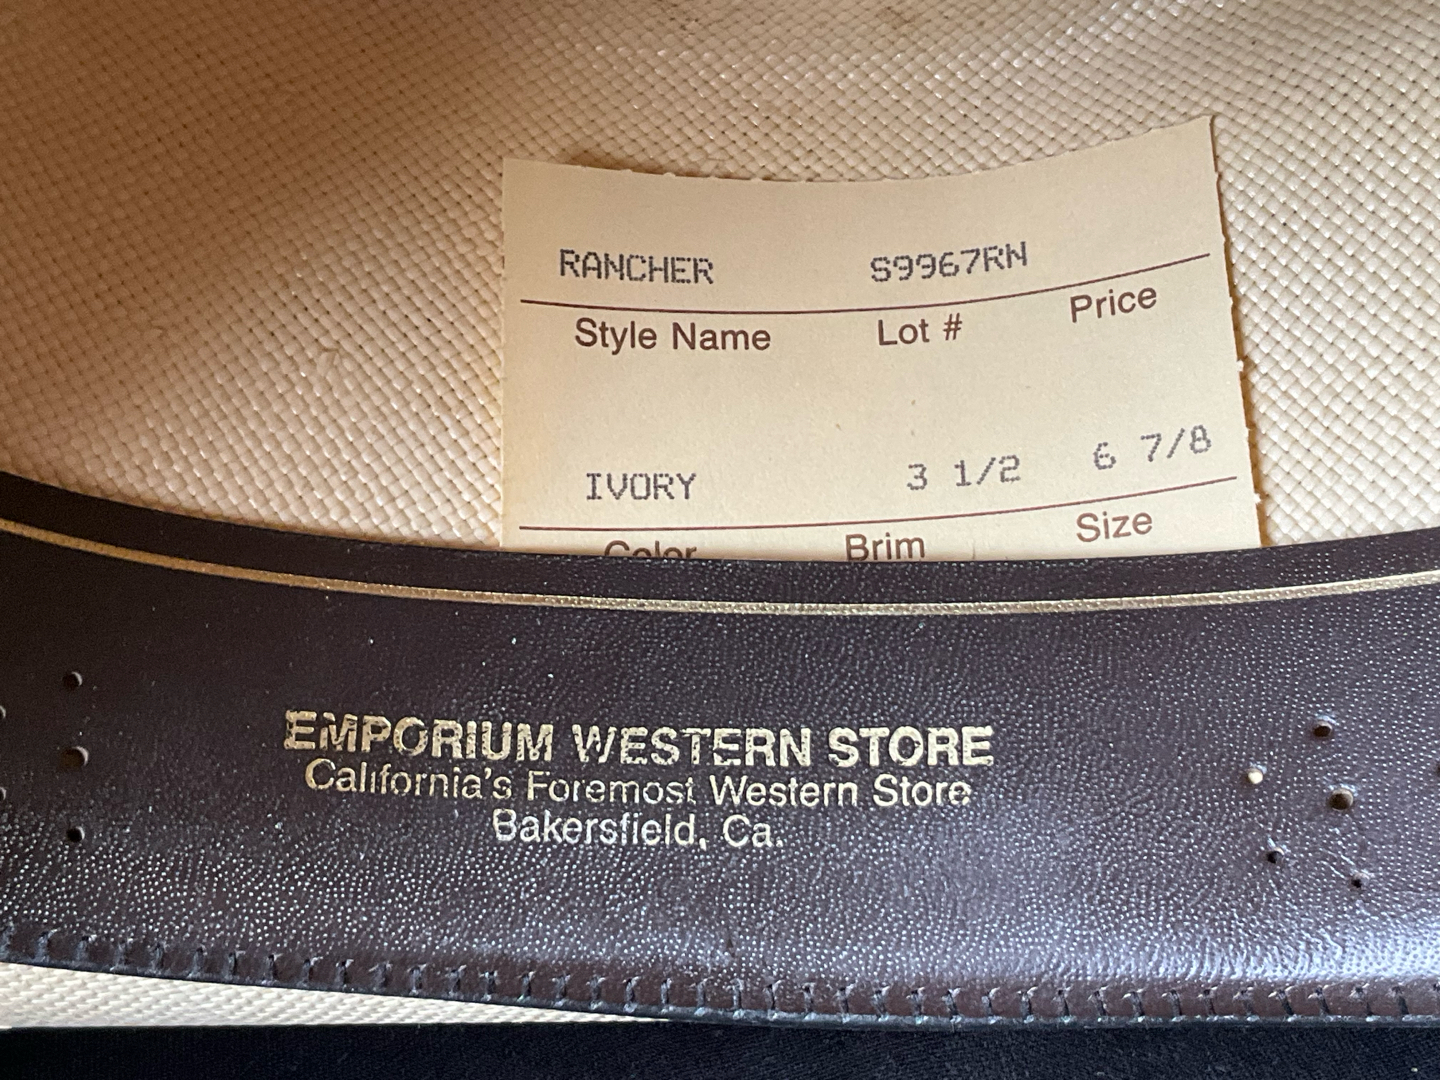 RANCHER S9967RN
Style Name Lot # Price
IVORY 3 1/2 6 7/8
Color Brim Size
EMPORIUM WESTERN STORE
California's Foremost Western Store
Bakersfield, Ca.